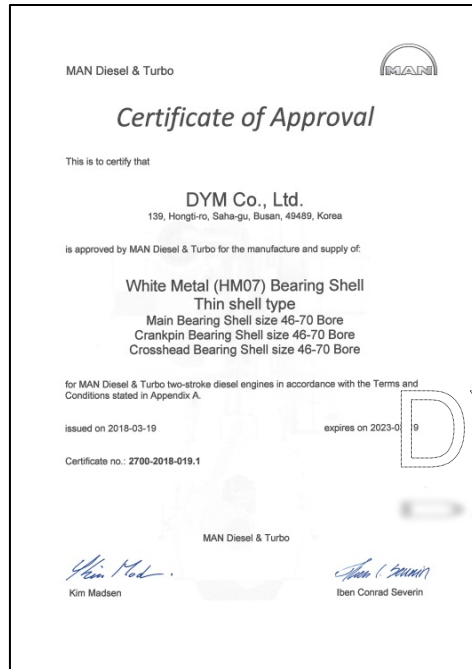 MAN Diesel & Turbo
MAN
Certificate of Approval
This is to certify that
DYM Co., Ltd.
139, Hongti-ro, Saha-gu, Busan, 49489, Korea
is approved by MAN Diesel & Turbo for the manufacture and supply of:
White Metal (HM07) Bearing Shell
Thin shell type
Main Bearing Shell size 46-70 Bore
Crankpin Bearing Shell size 46-70 Bore
Crosshead Bearing Shell size 46-70 Bore
for MAN Diesel & Turbo two-stroke diesel engines in accordance with the Terms and
Conditions stated in Appendix A.
issued on 2018-03-19 expires on
Certificate no.: 2700-2018-019.1
D
MAN Diesel & Turbo
Kim Madsen Iben Conrad Severin